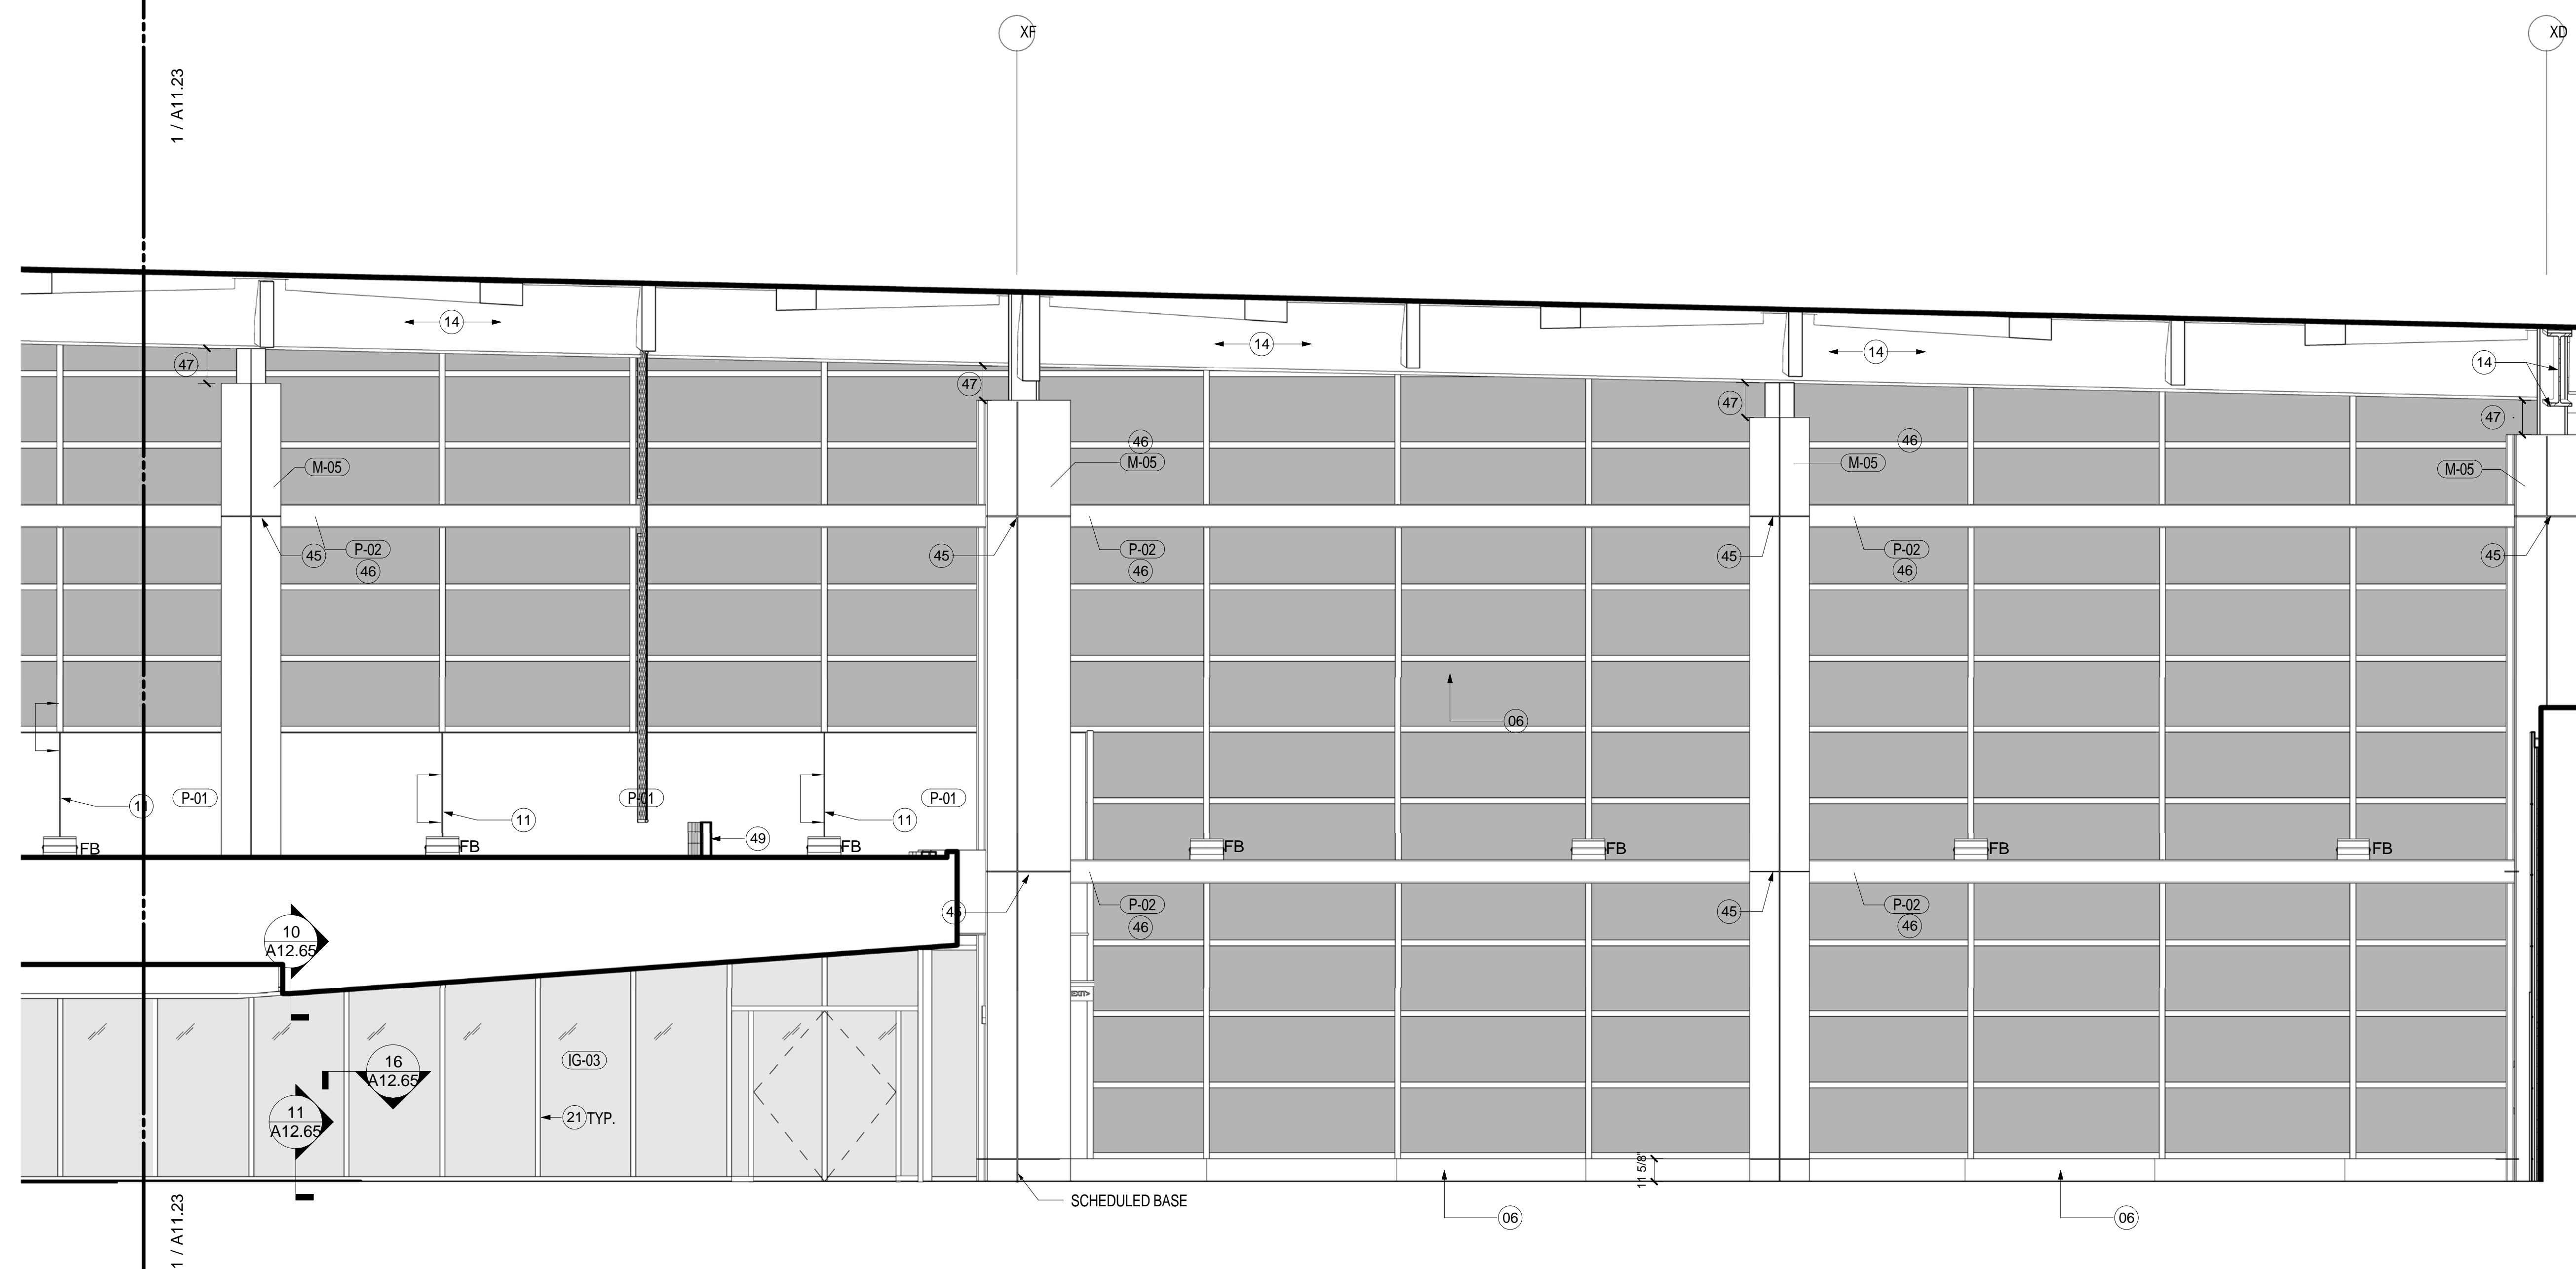 XF
XD
1 / A11.23
14
14
14
14
47
47
47
47
46
46
M-05
M-05
M-05
M-05
45
P-02
46
45
P-02
46
45
P-02
46
45
06
11
P-01
11
P-01
11
P-01
49
FB
FB
FB
FB
FB
FB
FB
45
P-02
46
45
P-02
46
10
A12.65
EXIT
16
A12.65
IG-03
11
A12.65
21 TYP.
11 5/8"
SCHEDULED BASE
06
06
1 / A11.23